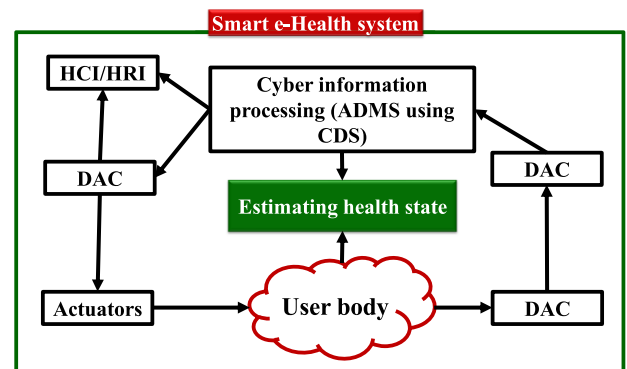 Smart e-Health system
HCI/HRI
Cyber information
processing (ADMS using
CDS)
DAC
DAC
Estimating health state
Actuators
User body
DAC